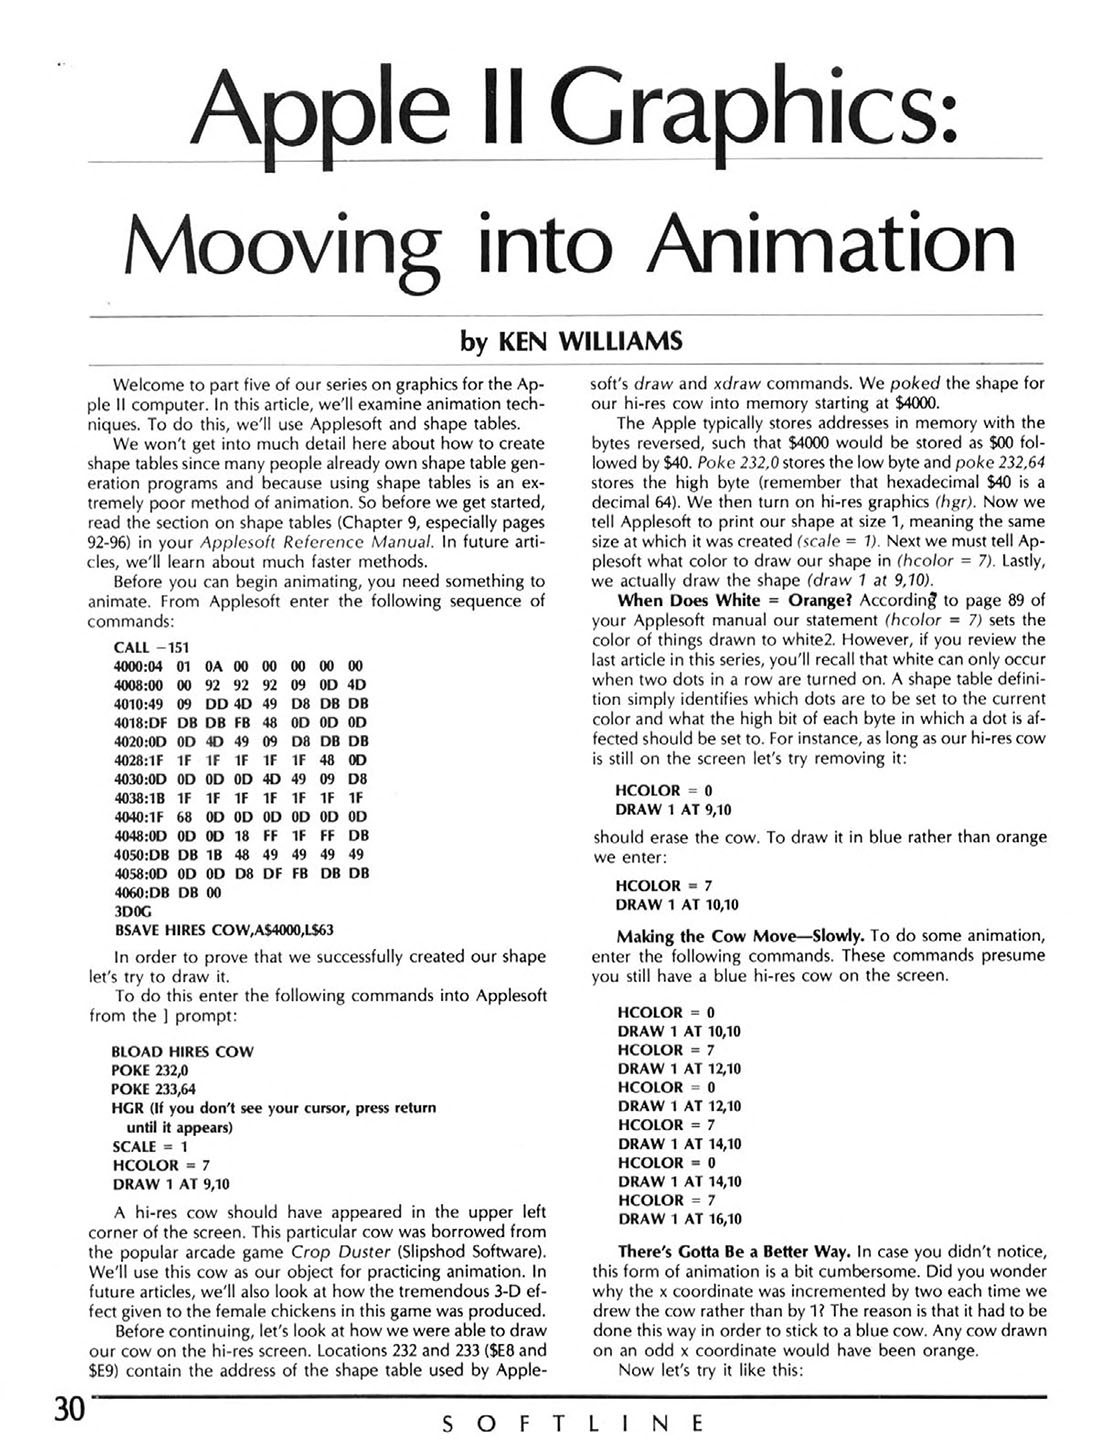 Apple II Graphics:
Mooving into Animation
by KEN WILLIAMS
Welcome to part five of our series on graphics for the Ap-
ple II computer. In this article, we'll examine animation tech-
niques. To do this, we'll use Applesoft and shape tables.
We won't get into much detail here about how to create
shape tables since many people already own shape table gen-
eration programs and because using shape tables is an ex-
tremely poor method of animation. So before we get started,
read the section on shape tables (Chapter 9, especially pages
92-96) in your Applesoft Reference Manual. In future arti-
cles, we'll learn about much faster methods.
Before you can begin animating, you need something to
animate. From Applesoft enter the following sequence of
commands:
CALL -151
4000:04 01 0A 00 00 00 00 00
4008:00 00 92 92 92 09 0D 4D
4010:49 09 DD 4D 49 D8 DB DB
4018:DF DB DB FB 48 0D 0D 0D
4020:0D 0D 4D 49 09 D8 DB DB
4028:1F 1F 1F 1F 1F 1F 48 0D
4030:0D 0D 0D 0D 4D 49 09 D8
4038:1B 1F 1F 1F 1F 1F 1F 1F
4040:1F 68 0D 0D 0D 0D 0D 0D
4048:0D 0D 0D 18 FF 1F FF DB
4050:DB DB 1B 48 49 49 49 49
4058:0D 0D 0D D8 DF FB DB DB
4060:DB DB 00
3D0G
BSAVE HIRES COW,A$4000,L$63
In order to prove that we successfully created our shape
let's try to draw it.
To do this enter the following commands into Applesoft
from the ] prompt:
BLOAD HIRES COW
POKE 232,0
POKE 233,64
HGR (If you don't see your cursor, press return
until it appears)
SCALE = 1
HCOLOR = 7
DRAW 1 AT 9,10
A hi-res cow should have appeared in the upper left
corner of the screen. This particular cow was borrowed from
the popular arcade game Crop Duster (Slipshod Software).
We'll use this cow as our object for practicing animation. In
future articles, we'll also look at how the tremendous 3-D ef-
fect given to the female chickens in this game was produced.
Before continuing, let's look at how we were able to draw
our cow on the hi-res screen. Locations 232 and 233 ($E8 and
$E9) contain the address of the shape table used by Apple-
soft's draw and xdraw commands. We poked the shape for
our hi-res cow into memory starting at $4000.
The Apple typically stores addresses in memory with the
bytes reversed, such that $4000 would be stored as $00 fol-
lowed by $40. Poke 232,0 stores the low byte and poke 232,64
stores the high byte (remember that hexadecimal $40 is a
decimal 64). We then turn on hi-res graphics (hgr). Now we
tell Applesoft to print our shape at size 1, meaning the same
size at which it was created (scale = 1). Next we must tell Ap-
plesoft what color to draw our shape in (hcolor = 7). Lastly,
we actually draw the shape (draw 1 at 9,10).
When Does White = Orange? According to page 89 of
your Applesoft manual our statement (hcolor = 7) sets the
color of things drawn to white2. However, if you review the
last article in this series, you'll recall that white can only occur
when two dots in a row are turned on. A shape table defini-
tion simply identifies which dots are to be set to the current
color and what the high bit of each byte in which a dot is af-
fected should be set to. For instance, as long as our hi-res cow
is still on the screen let's try removing it:
HCOLOR = 0
DRAW 1 AT 9,10
should erase the cow. To draw it in blue rather than orange
we enter:
HCOLOR = 7
DRAW 1 AT 10,10
Making the Cow Move—Slowly. To do some animation,
enter the following commands. These commands presume
you still have a blue hi-res cow on the screen.
HCOLOR = 0
DRAW 1 AT 10,10
HCOLOR = 7
DRAW 1 AT 12,10
HCOLOR = 0
DRAW 1 AT 12,10
HCOLOR = 7
DRAW 1 AT 14,10
HCOLOR = 0
DRAW 1 AT 14,10
HCOLOR = 7
DRAW 1 AT 16,10
There's Gotta Be a Better Way. In case you didn't notice,
this form of animation is a bit cumbersome. Did you wonder
why the x coordinate was incremented by two each time we
drew the cow rather than by 1? The reason is that it had to be
done this way in order to stick to a blue cow. Any cow drawn
on an odd x coordinate would have been orange.
Now let's try it like this:
30
SOFTLINE